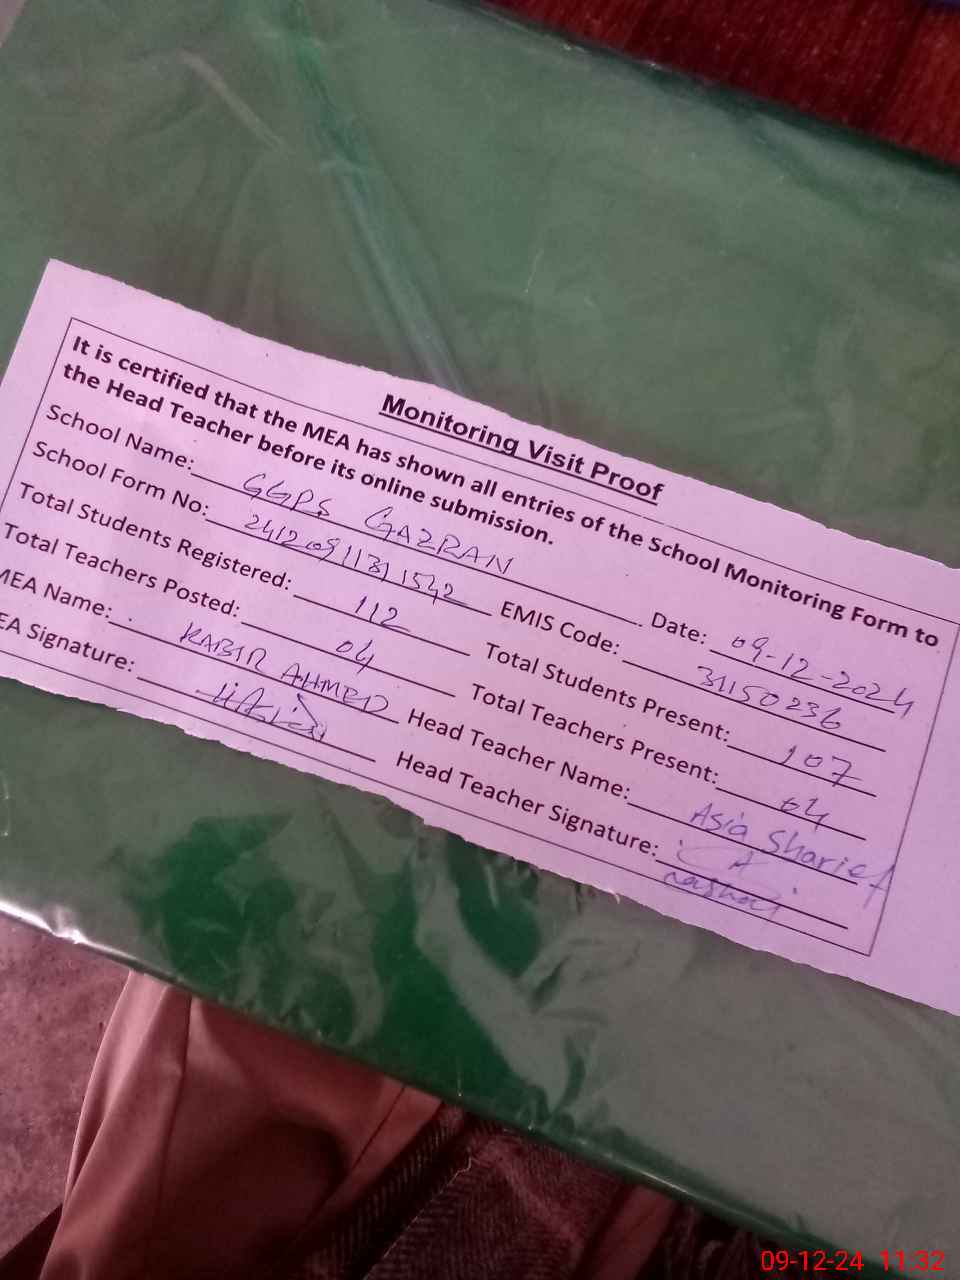 Monitoring Visit Proof
It is certified that the MEA has shown all entries of the School Monitoring Form to
the Head Teacher before its online submission.
School Name: GGPS GAZRAN Date: 09-12-2024
School Form No: EMIS Code: 31150236
Total Students Registered: 112 Total Students Present: 107
Total Teachers Posted: 04 Total Teachers Present: 04
MEA Name: KABIR AHMED Head Teacher Name: Asia Sharief
EA Signature: Head Teacher Signature:
09-12-24 11:32